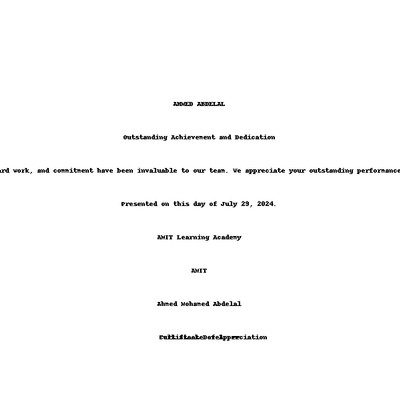 AHMED ABDELAL
Outstanding Achievement and Dedication
ard work, and commitment have been invaluable to our team. We appreciate your outstanding performance
Presented on this day of July 29, 2024.
AMIT Learning Academy
AMIT
Ahmed Mohamed Abdelal